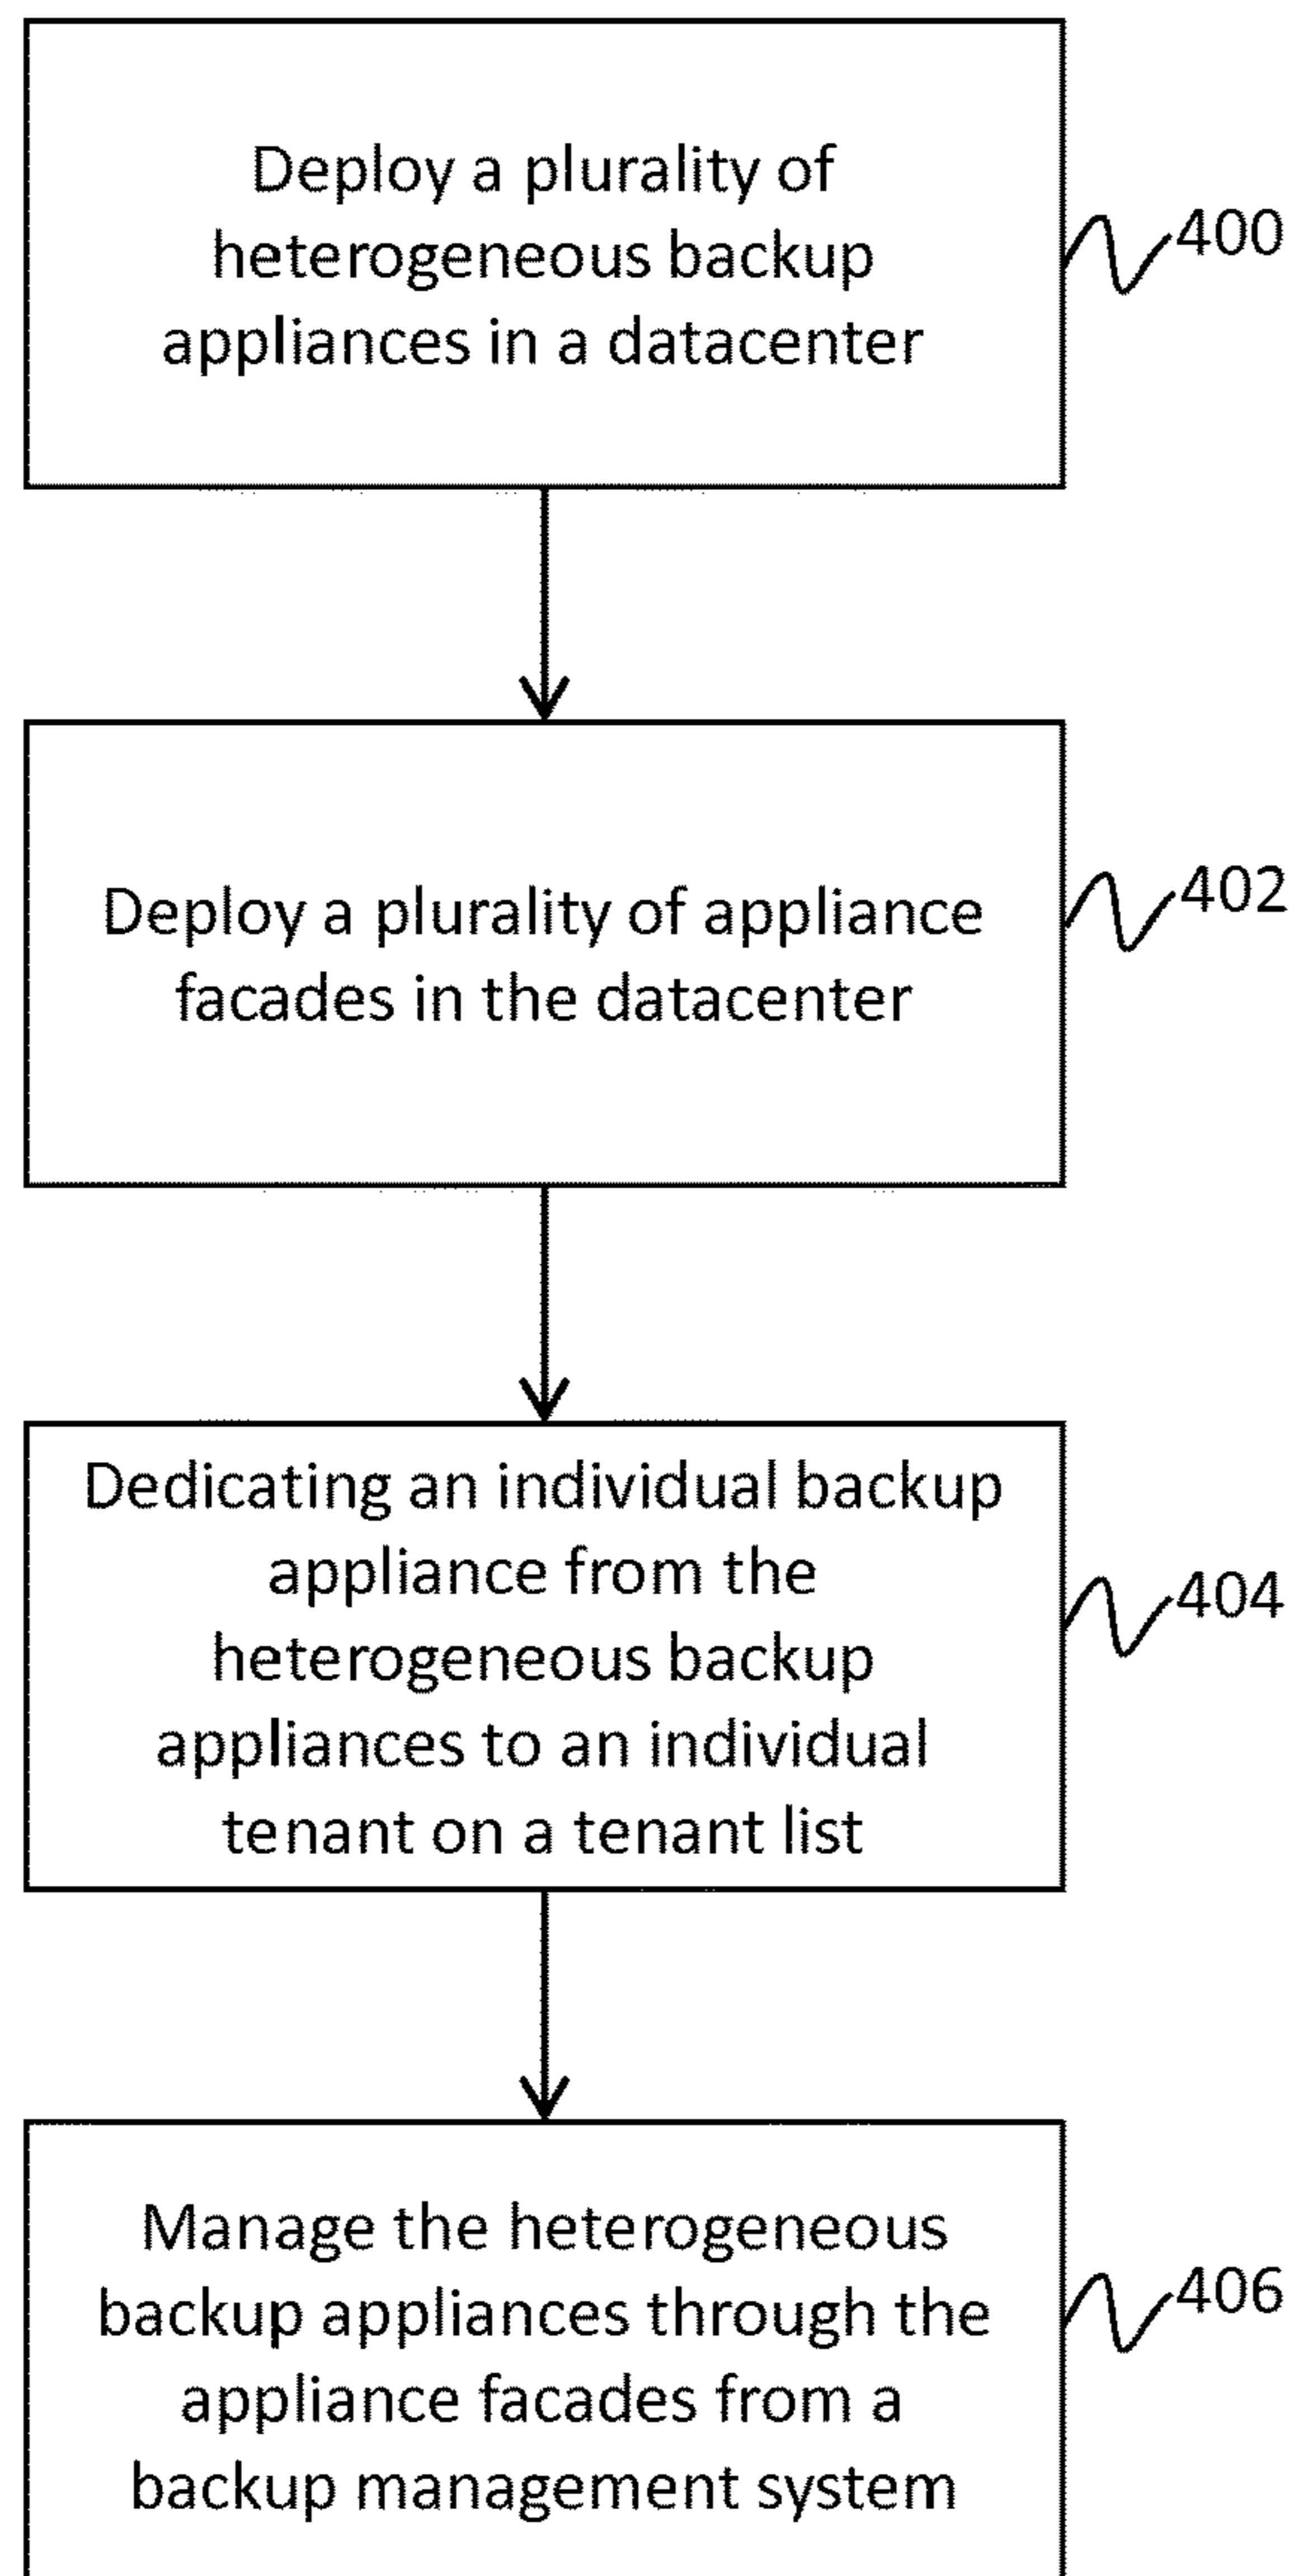 Deploy a plurality of
heterogeneous backup
appliances in a datacenter
400
Deploy a plurality of appliance
facades in the datacenter
402
Dedicating an individual backup
appliance from the
heterogeneous backup
appliances to an individual
tenant on a tenant list
404
Manage the heterogeneous
backup appliances through the
appliance facades from a
backup management system
406